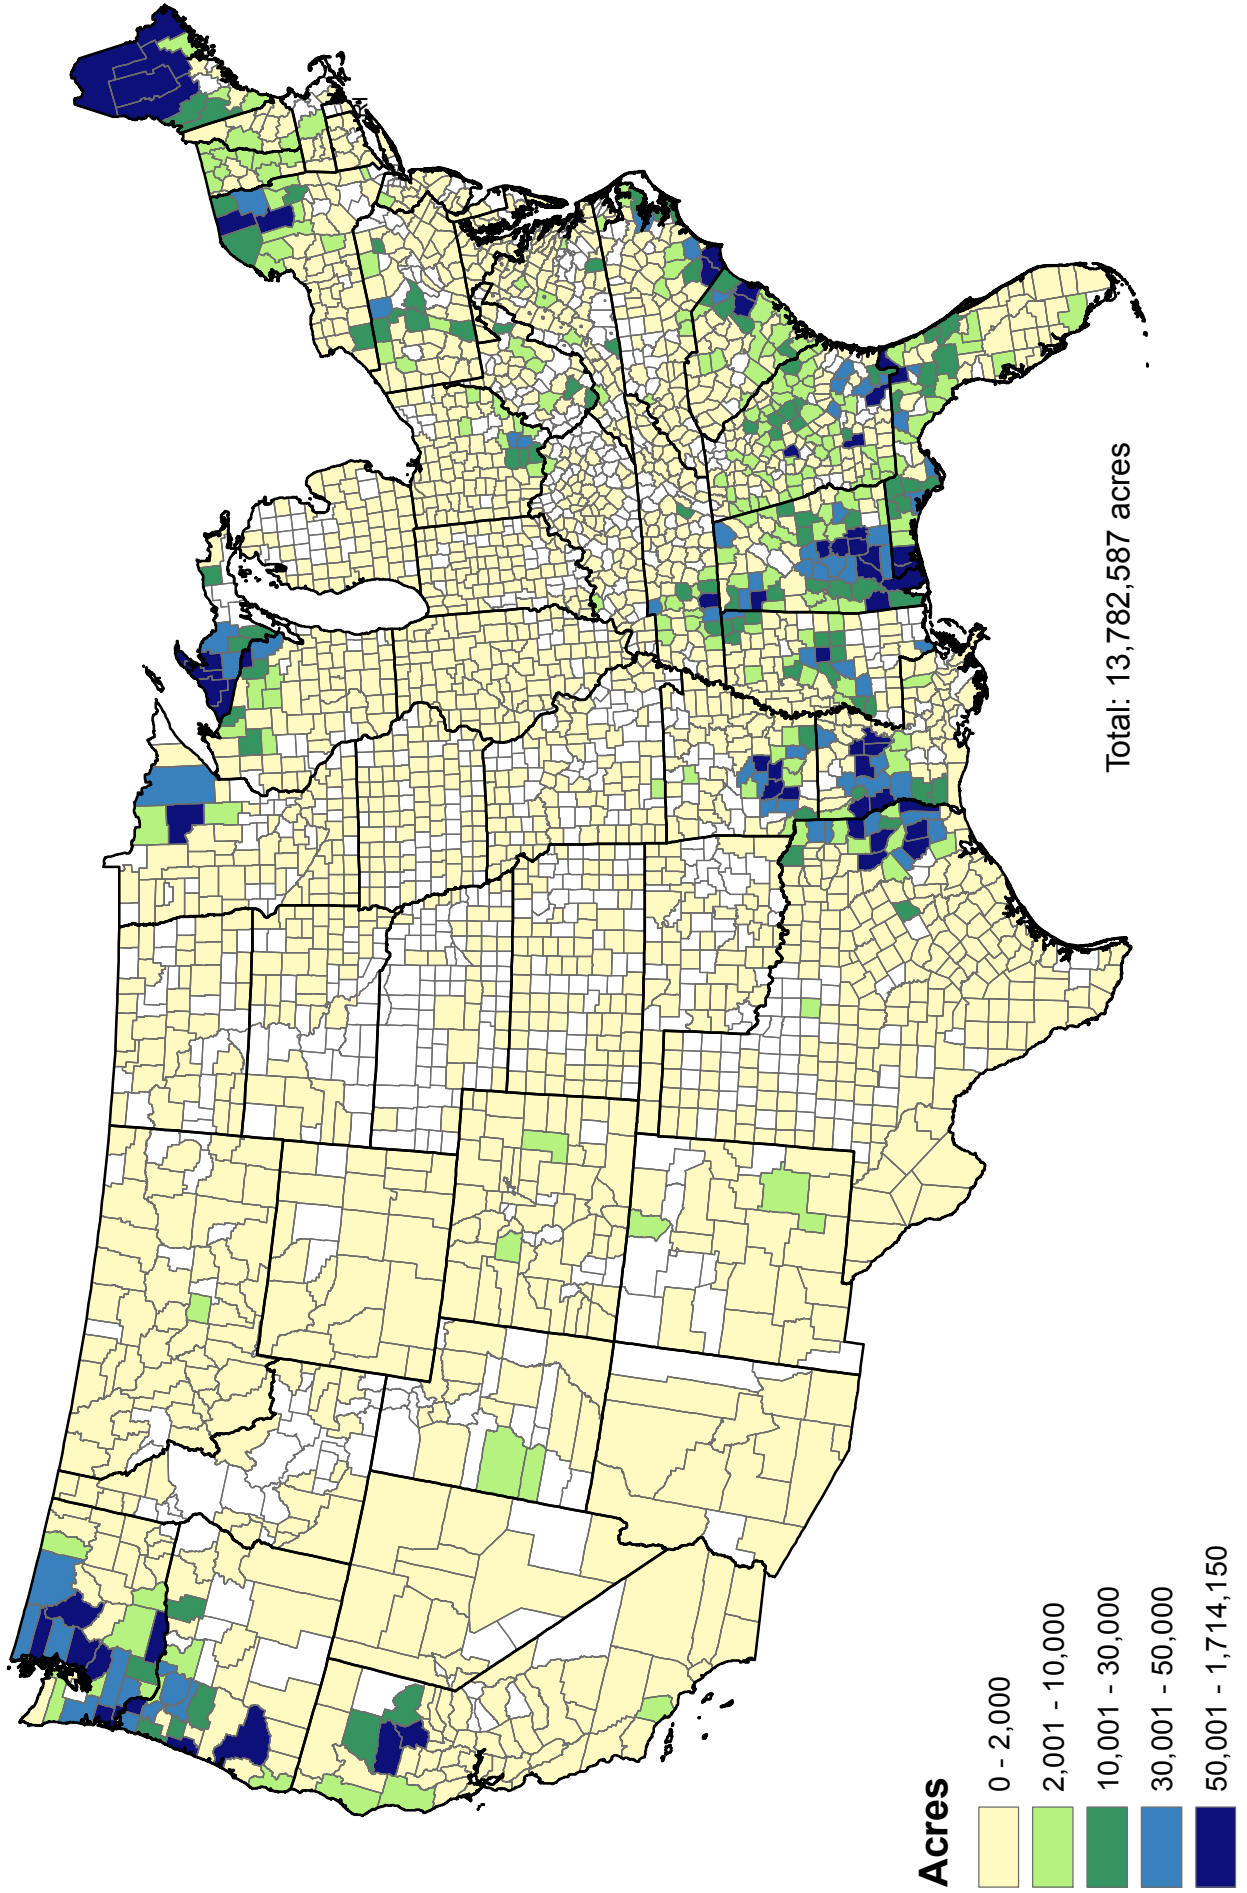 Total: 13,782,587 acres
Acres
0 - 2,000
2,001 - 10,000
10,001 - 30,000
30,001 - 50,000
50,001 - 1,714,150